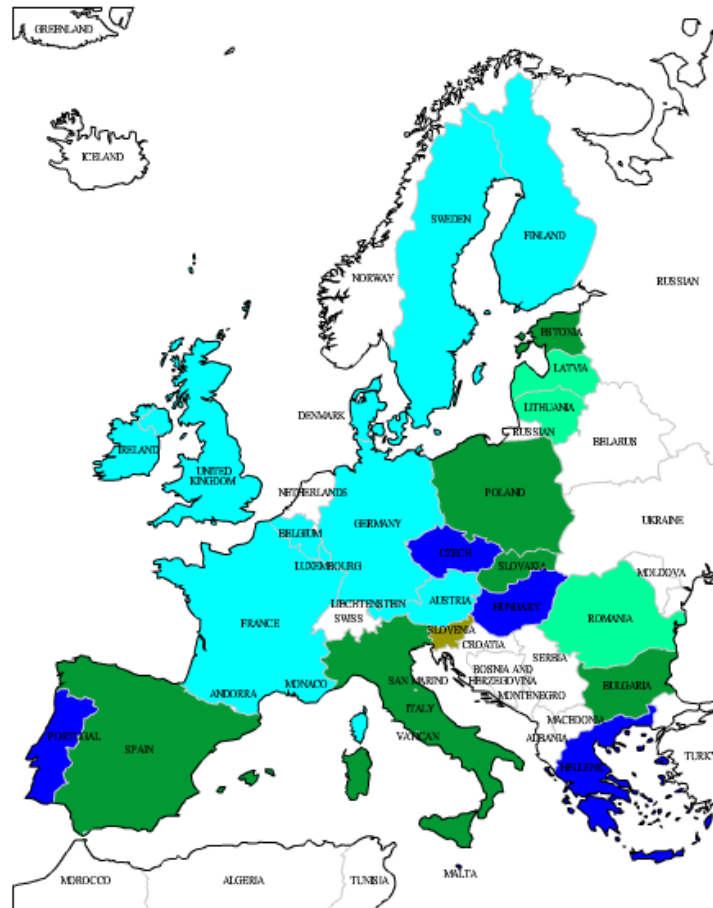 GREENLAND
ICELAND
SWEDEN
FINLAND
NORWAY
RUSSIAN
ESTONIA
LATVIA
DENMARK
LITHUANIA
RUSSIAN
BELARUS
IRELAND
UNITED
KINGDOM
NETHERLANDS
POLAND
GERMANY
UKRAINE
BELGIUM
CZECH
LUXEMBOURG
SLOVAKIA
MOLDOVA
LIECHTENSTEIN
AUSTRIA
HUNGARY
SWISS
ROMANIA
FRANCE
SLOVENIA
CROATIA
SERBIA
BOSNIA AND
HERZEGOVINA
ANDORRA
MONACO
SAN MARINO
MONTENEGRO
BULGARIA
ITALY
MACEDONIA
PORTUGAL
SPAIN
VATICAN
ALBANIA
TURKY
HELLENIC
MALTA
MOROCCO
ALGERIA
TUNISIA